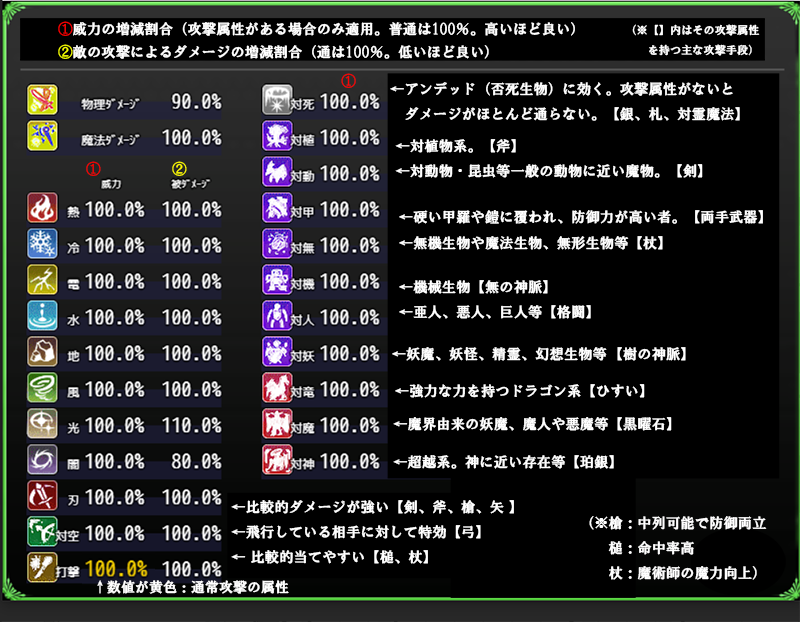 ①威力の増減割合（攻撃属性がある場合のみ適用。普通は100％。高いほど良い）
②敵の攻撃によるダメージの増減割合（通は100％。低いほど良い）
（※【】内はその攻撃属性
を持つ主な攻撃手段）
物理ダメージ 90.0%
魔法ダメージ 100.0%
① ②
威力 被ダメージ
熱 100.0% 100.0%
冷 100.0% 100.0%
電 100.0% 100.0%
水 100.0% 100.0%
地 100.0% 100.0%
風 100.0% 100.0%
光 100.0% 110.0%
闇 100.0% 80.0%
刃 100.0% 100.0%
対空 100.0% 100.0%
打撃 100.0% 100.0%
↑数値が黄色：通常攻撃の属性
①
対死 100.0%
対植 100.0%
対動 100.0%
対甲 100.0%
対無 100.0%
対機 100.0%
対人 100.0%
対妖 100.0%
対竜 100.0%
対魔 100.0%
対神 100.0%
←アンデッド（否死生物）に効く。攻撃属性がないと
ダメージがほとんど通らない。【銀、札、対霊魔法】
←対植物系。【斧】
←対動物・昆虫等一般の動物に近い魔物。【剣】
←硬い甲羅や鎧に覆われ、防御力が高い者。【両手武器】
←無機生物や魔法生物、無形生物等【杖】
←機械生物【無の神脈】
←亜人、悪人、巨人等【格闘】
←妖魔、妖怪、精霊、幻想生物等【樹の神脈】
←強力な力を持つドラゴン系【ひすい】
←魔界由来の妖魔、魔人や悪魔等【黒曜石】
←超越系。神に近い存在等【珀銀】
←比較的ダメージが強い【剣、斧、槍、矢】
←飛行している相手に対して特効【弓】
← 比較的当てやすい【槌、杖】
（※槍：中列可能で防御両立
槌：命中率高
杖：魔術師の魔力向上）